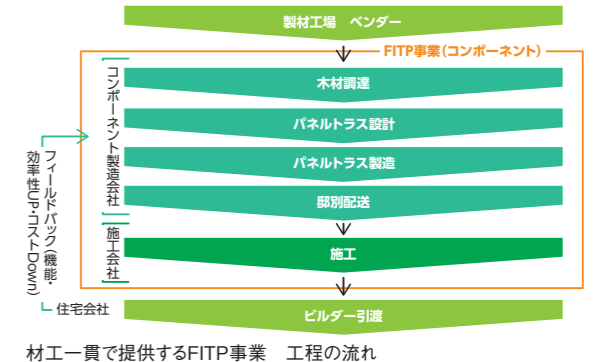 製材工場　ベンダー
FITP事業（コンポーネント）
木材調達
パネルトラス設計
パネルトラス製造
邸別配送
施工
ビルダー引渡
コンポーネント製造会社
施工会社
フィールドパック（機能・
効率性UP・コストDown）
住宅会社
材工一貫で提供するFITP事業　工程の流れ